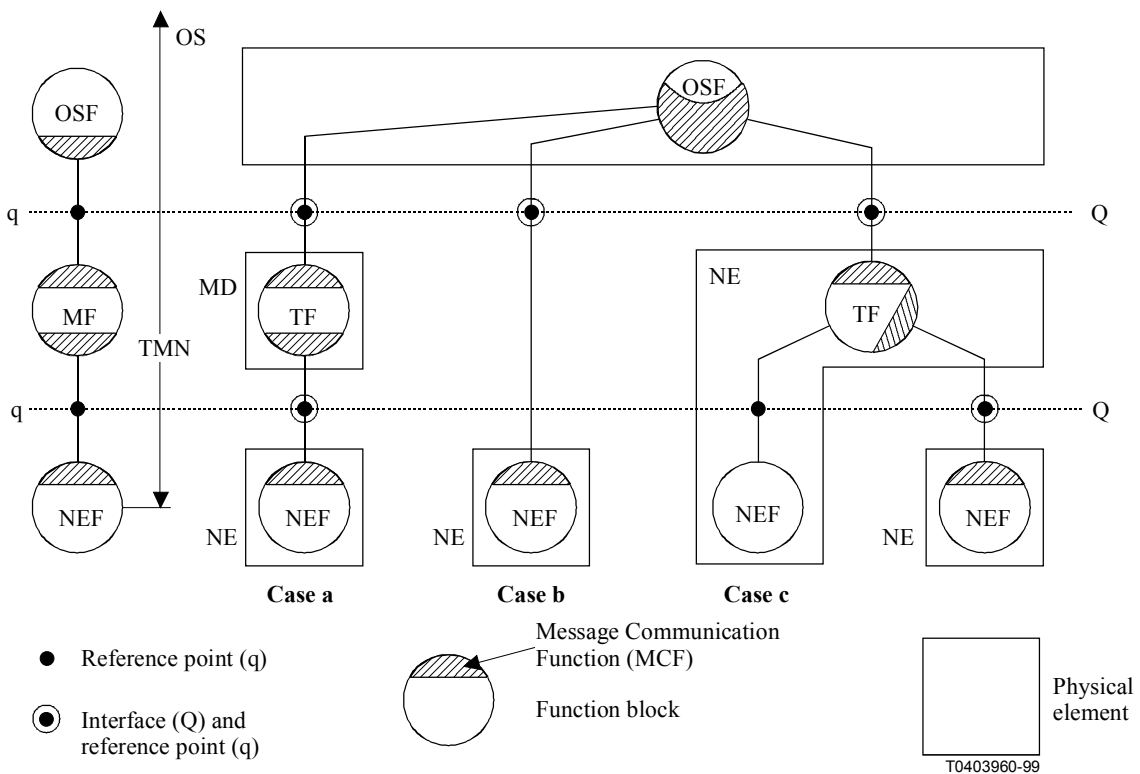 OS
OSF
OSF
q
Q
MD
NE
MF
TF
TF
TMN
q
Q
NEF
NE
NEF
NE
NEF
NEF
NE
NEF
Case a
Case b
Case c
Reference point (q)
Interface (Q) and
reference point (q)
Message Communication
Function (MCF)
Function block
Physical
element
T0403960-99